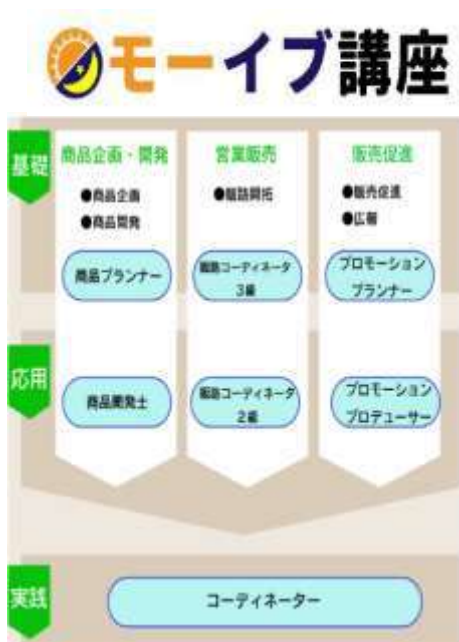 モーイブ講座
基礎
商品企画・開発
●商品企画
●商品開発
商品プランナー
営業販売
●販路開拓
販路コーディネータ
3級
販売促進
●販売促進
●広報
プロモーション
プランナー
応用
商品開発士
販路コーディネータ
2級
プロモーション
プロデューサー
実践
コーディネーター